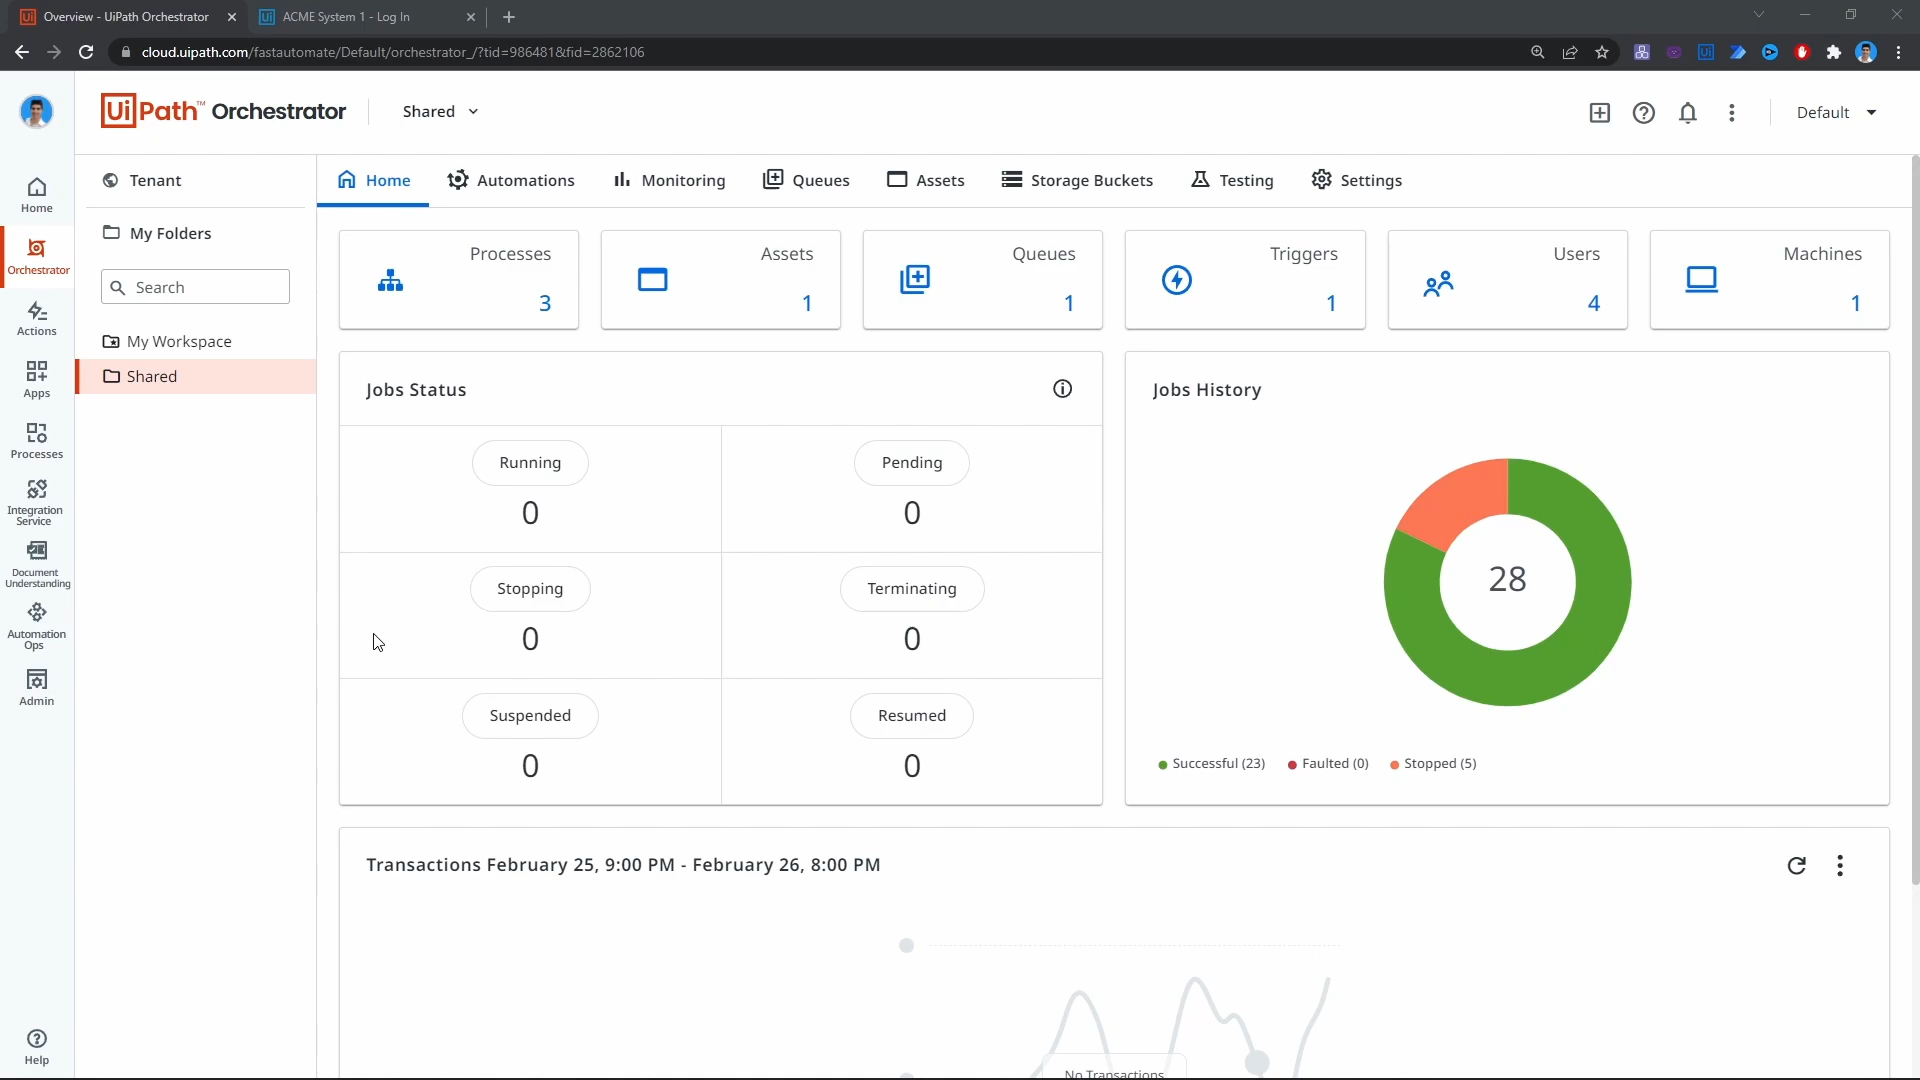 Overview - UiPath Orchestrator
ACME System 1 - Log In
cloud.uipath.com/fastautomate/Default/orchestrator_/?tid=986481&fid=2862106
UiPath™ Orchestrator
Shared
Default
Home
Orchestrator
Actions
Apps
Processes
Integration
Service
Document
Understanding
Automation
Ops
Admin
Help
Tenant
My Folders
Search
My Workspace
Shared
Home
Automations
Monitoring
Queues
Assets
Storage Buckets
Testing
Settings
Processes
3
Assets
1
Queues
1
Triggers
1
Users
4
Machines
1
Jobs Status
Running
0
Pending
0
Stopping
0
Terminating
0
Suspended
0
Resumed
0
Jobs History
28
Successful (23)
Faulted (0)
Stopped (5)
Transactions February 25, 9:00 PM - February 26, 8:00 PM
No Transactions